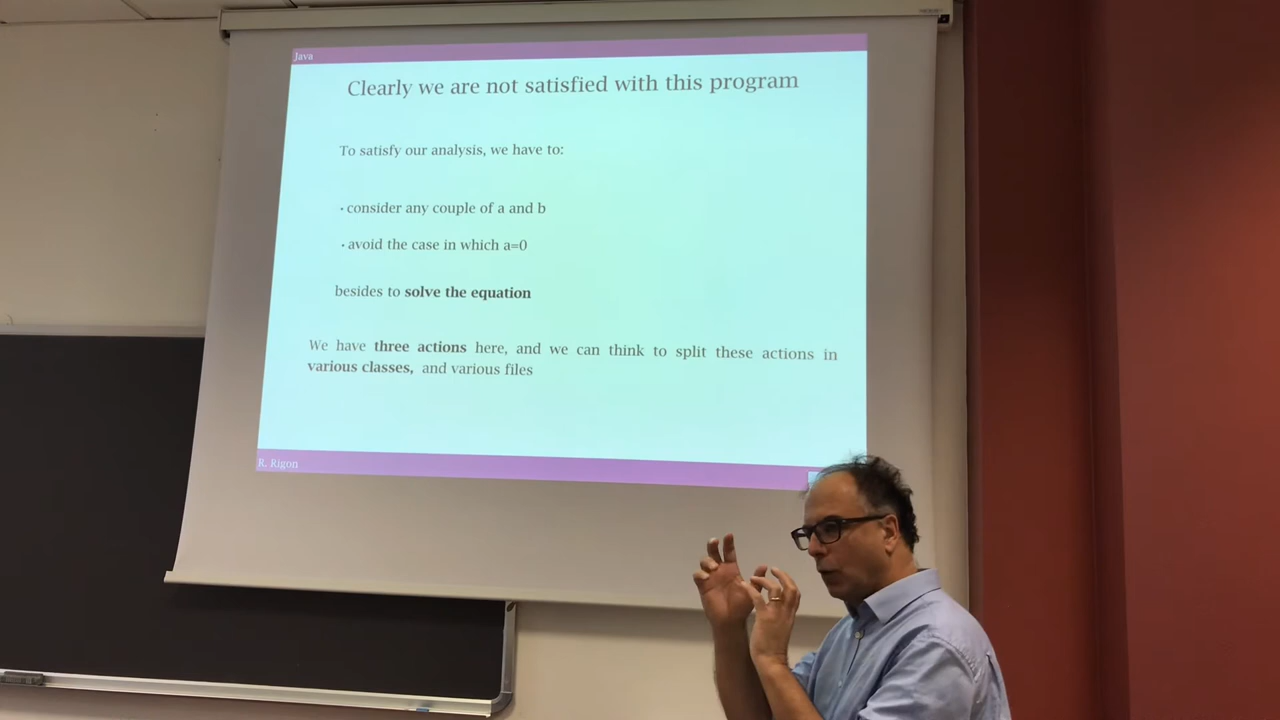 Java
Clearly we are not satisfied with this program
To satisfy our analysis, we have to:
· consider any couple of a and b
· avoid the case in which a=0
besides to solve the equation
We have three actions here, and we can think to split these actions in
various classes, and various files
R. Rigon